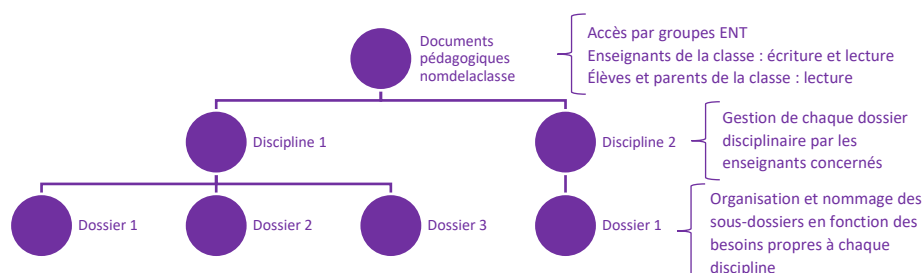 Documents
pédagogiques
nomdelaclasse
Accès par groupes ENT
Enseignants de la classe : écriture et lecture
Élèves et parents de la classe : lecture
Discipline 1
Discipline 2
Gestion de chaque dossier
disciplinaire par les
enseignants concernés
Dossier 1
Dossier 2
Dossier 3
Dossier 1
Organisation et nommage des
sous-dossiers en fonction des
besoins propres à chaque
discipline